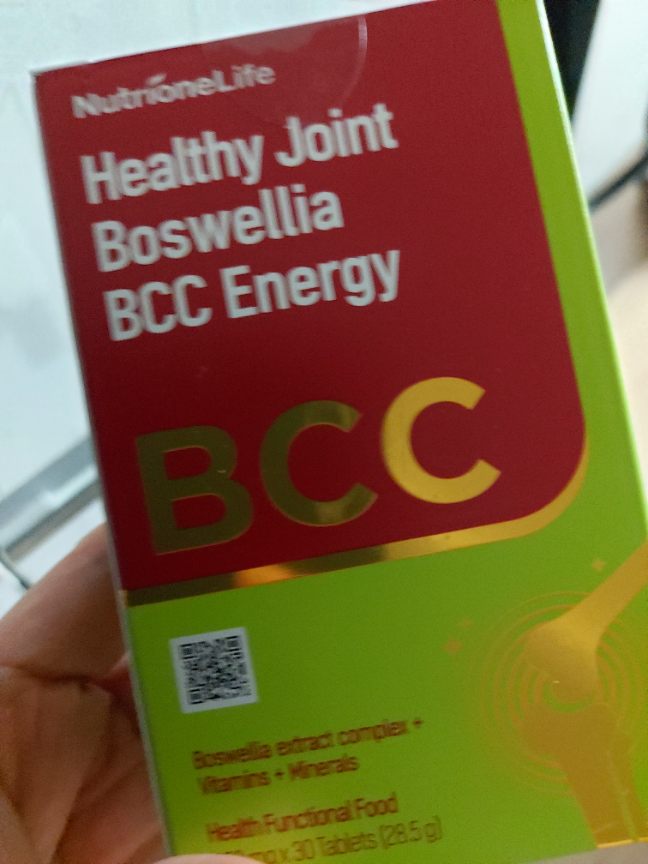 NutrioneLife
Healthy Joint
Boswellia
BCC Energy
BCC
Boswellia extract complex +
Vitamins + Minerals
Health Functional Food
x 30 Tablets (28.5 g)